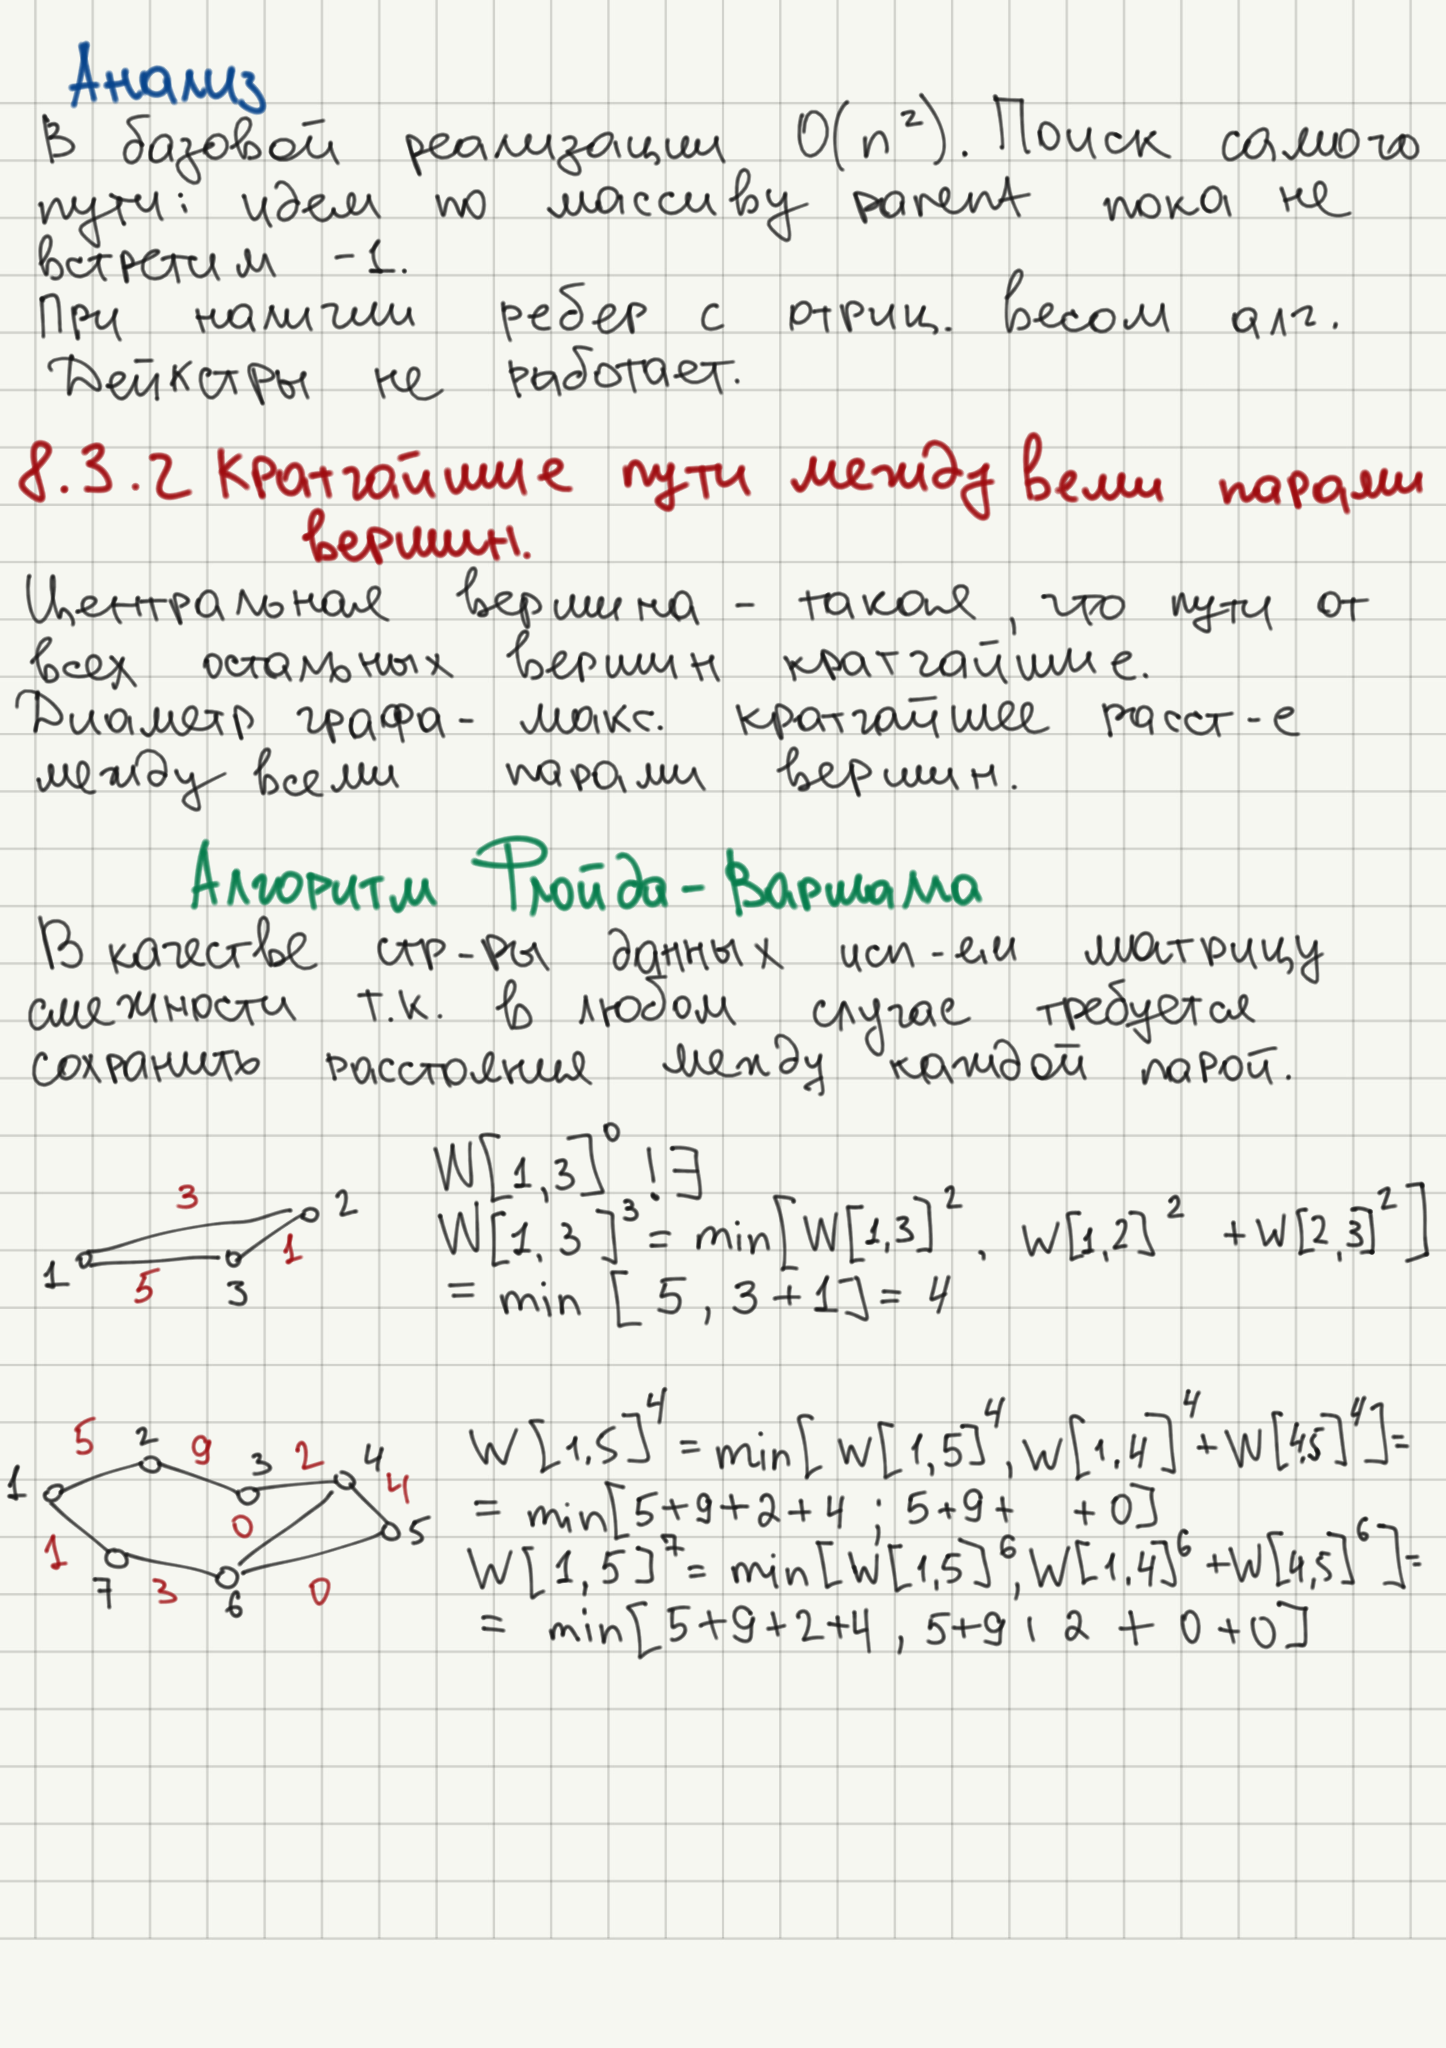 Анализ
В базовой реализации O(n²). Поиск самого
пути: идем по массиву parent пока не
встретим -1.
При наличии ребер с отриц. весом алг.
Дейкстры не работает.
8.3.2 Кратчайшие пути между веми парами
вершин.
Центральная вершина - такая, что пути от
всех остальных вершин кратчайшие.
Диаметр графа - макс. кратчайшее расст-е
между всеми парами вершин.
Алгоритм Флойда-Варшала
В качестве стр-ры данных исп-ем матрицу
смежности т.к. в любом случае требуется
сохранить расстояния между каждой парой.
W[1,3]⁰ !∃
3 2
W[1,3]³ = min[W[1,3]², W[1,2]² + W[2,3]²]
1 5 3 1
= min [5, 3+1] = 4
W[1,5]⁴ = min[W[1,5]⁴, W[1,4]⁴ + W[4,5]⁴] =
5 2 9 3 2 4 4
1
= min[5+9+2+4 ; 5+9+ +0]
0 5
W[1,5]⁷ = min[W[1,5]⁶, W[1,4]⁶ + W[4,5]⁶] =
1 7 3 6 0
= min[5+9+2+4, 5+9+2 + 0+0]